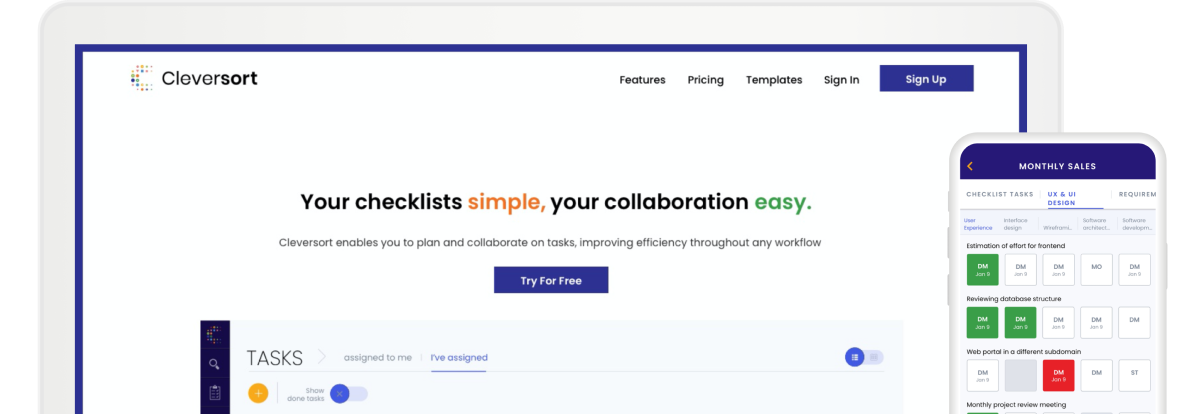 Cleversort
Features Pricing Templates Sign In Sign Up
Your checklists simple, your collaboration easy.
Cleversort enables you to plan and collaborate on tasks, improving efficiency throughout any workflow
Try For Free
TASKS assigned to me I've assigned
Show
done tasks
MONTHLY SALES
CHECKLIST TASKS UX & UI REQUIREM
DESIGN
User Interface Software Software
Experience design Wireframi... architect... developm...
Estimation of effort for frontend
DM DM DM MO DM
Jan 9 Jan 9 Jan 9 Jan 9
Reviewing database structure
DM DM DM DM DM
Jan 9 Jan 9 Jan 9 Jan 9
Web portal in a different subdomain
DM DM DM ST
Jan 9 Jan 9
Monthly project review meeting